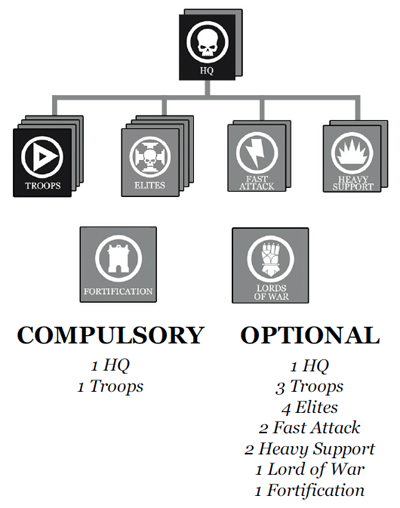 HQ
TROOPS
ELITES
FAST
ATTACK
HEAVY
SUPPORT
FORTIFICATION
LORDS
OF WAR
COMPULSORY
1 HQ
1 Troops
OPTIONAL
1 HQ
3 Troops
4 Elites
2 Fast Attack
2 Heavy Support
1 Lord of War
1 Fortification